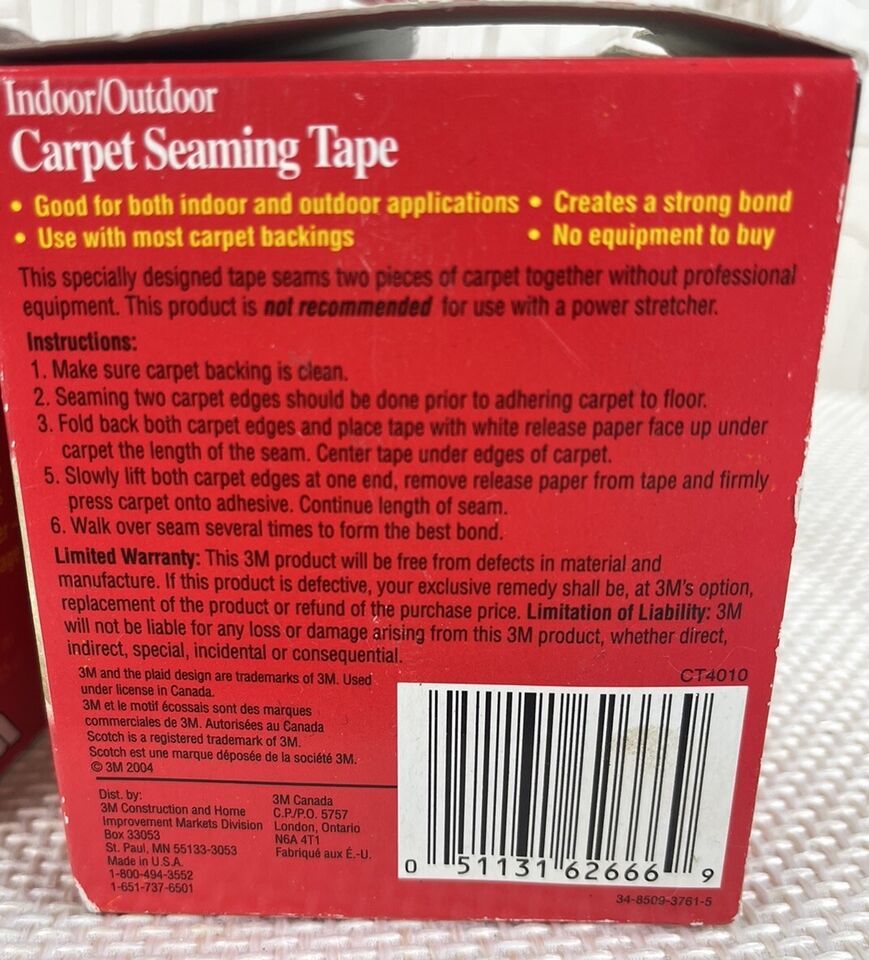 Indoor/Outdoor
Carpet Seaming Tape
• Good for both indoor and outdoor applications • Creates a strong bond
• Use with most carpet backings • No equipment to buy
This specially designed tape seams two pieces of carpet together without professional
equipment. This product is not recommended for use with a power stretcher.
Instructions:
1. Make sure carpet backing is clean.
2. Seaming two carpet edges should be done prior to adhering carpet to floor.
3. Fold back both carpet edges and place tape with white release paper face up under
carpet the length of the seam. Center tape under edges of carpet.
5. Slowly lift both carpet edges at one end, remove release paper from tape and firmly
press carpet onto adhesive. Continue length of seam.
6. Walk over seam several times to form the best bond.
Limited Warranty: This 3M product will be free from defects in material and
manufacture. If this product is defective, your exclusive remedy shall be, at 3M's option,
replacement of the product or refund of the purchase price. Limitation of Liability: 3M
will not be liable for any loss or damage arising from this 3M product, whether direct,
indirect, special, incidental or consequential.
3M and the plaid design are trademarks of 3M. Used
under license in Canada.
3M et le motif écossais sont des marques
commerciales de 3M. Autorisées au Canada
Scotch is a registered trademark of 3M.
Scotch est une marque déposée de la société 3M.
© 3M 2004
Dist. by:
3M Construction and Home
Improvement Markets Division
Box 33053
St. Paul, MN 55133-3053
Made in U.S.A.
1-800-494-3552
1-651-737-6501
3M Canada
C.P./P.O. 5757
London, Ontario
N6A 4T1
Fabriqué aux É.-U.
CT4010
0 51131 62666 9
34-8509-3761-5